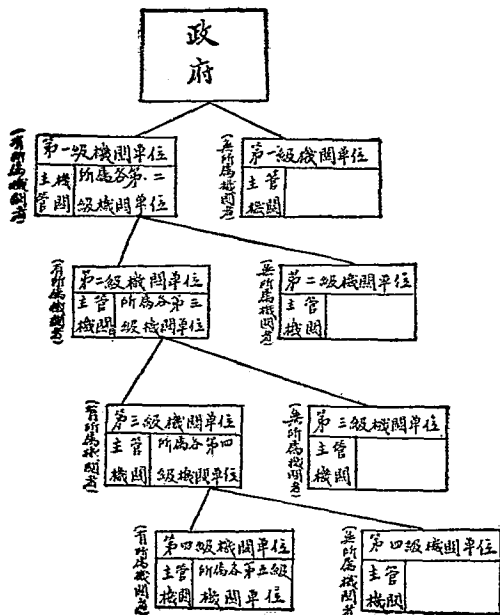 政
府
(有所屬機關者)
第一級機關單位
主機 所屬各第二
管關 級機關單位
(無所屬機關者)
第一級機關單位
主管
機關
(有所屬機關者)
第二級機關單位
主管 所屬各第三
機關 級機關單位
(無所屬機關者)
第二級機關單位
主管
機關
(有所屬機關者)
第三級機關單位
主管 所屬各第四
機關 級機關單位
(無所屬機關者)
第三級機關單位
主管
機關
(有所屬機關者)
第四級機關單位
主管 所屬各第五級
機關 機關單位
(無所屬機關者)
第四級機關單位
主管
機關